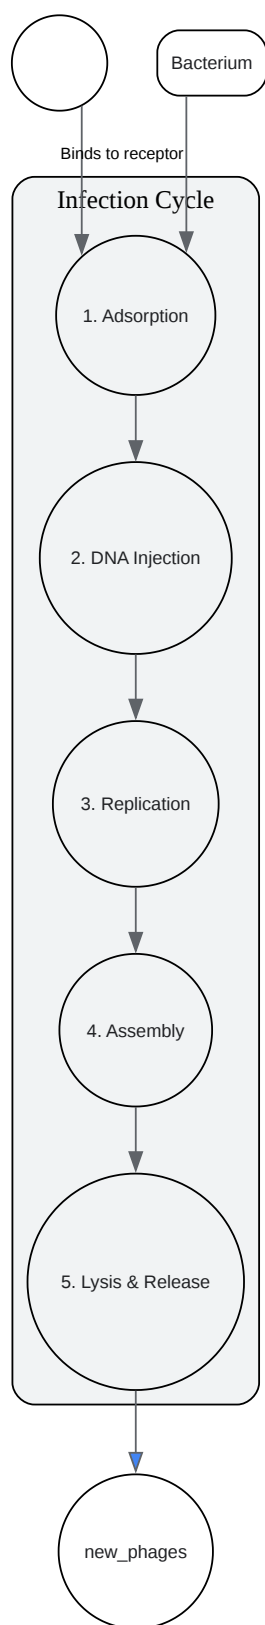 Bacterium
Binds to receptor
Infection Cycle
1. Adsorption
2. DNA Injection
3. Replication
4. Assembly
5. Lysis & Release
new_phages